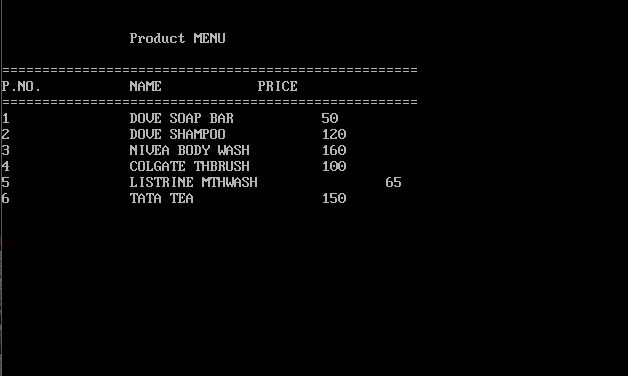 Product MENU
====================================================
P.NO. NAME PRICE
====================================================
1 DOVE SOAP BAR 50
2 DOVE SHAMPOO 120
3 NIVEA BODY WASH 160
4 COLGATE THBRUSH 100
5 LISTRINE MTHWASH 65
6 TATA TEA 150